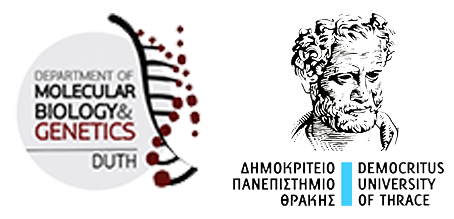 DEPARTMENT OF
MOLECULAR
BIOLOGY&
GENETICS
DUTH
ΔΗΜΟΚΡΙΤΕΙΟ
ΠΑΝΕΠΙΣΤΗΜΙΟ
ΘΡΑΚΗΣ
DEMOCRITUS
UNIVERSITY
OF THRACE